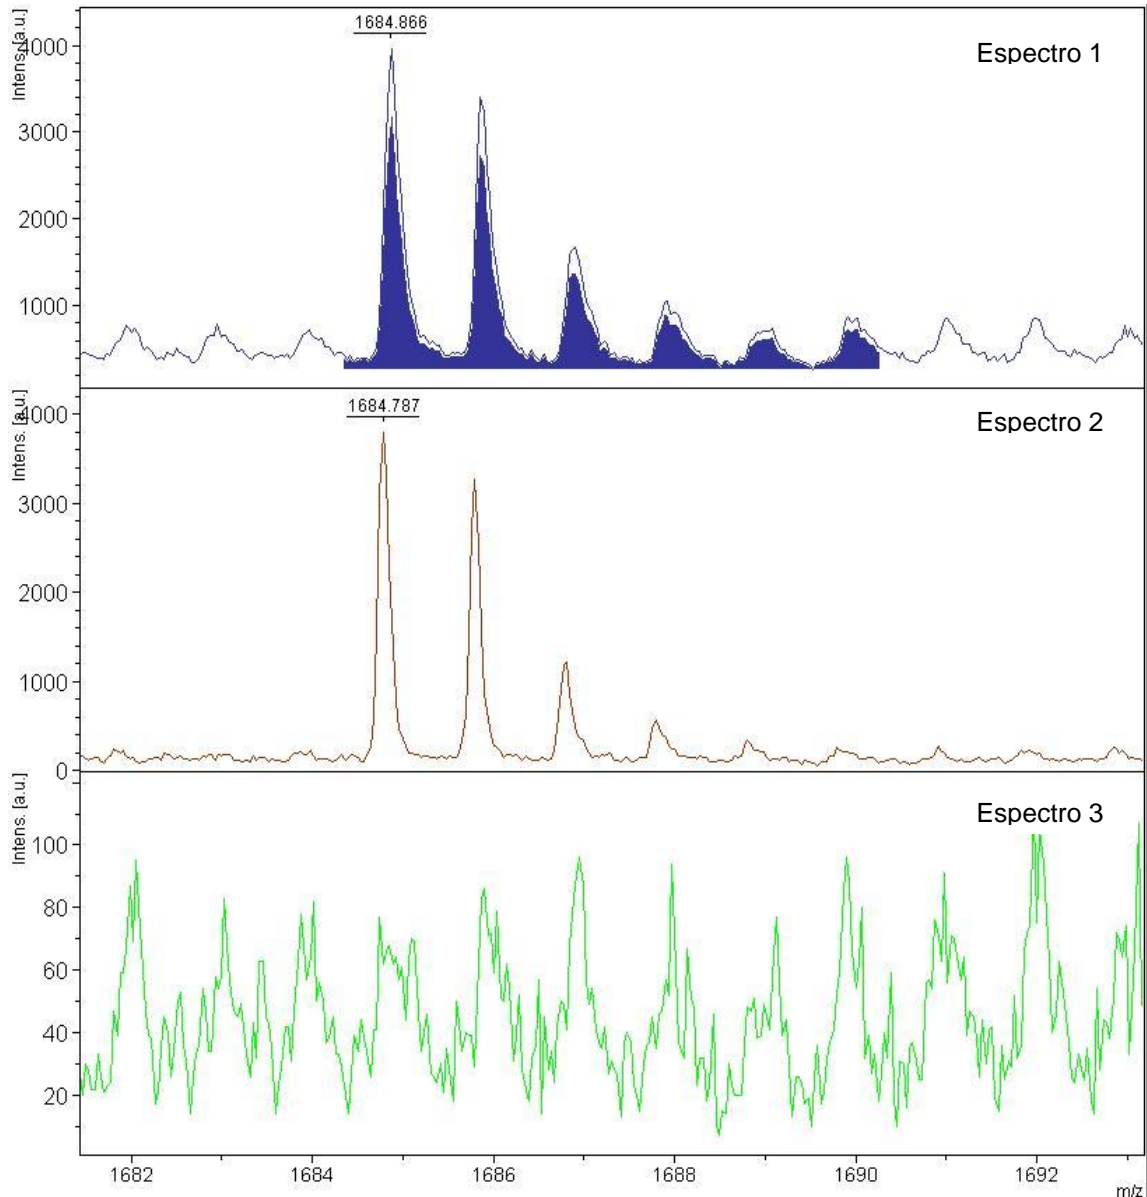 1684.866
Espectro 1
Intens. [a.u.]
4000
3000
2000
1000
1684.787
Espectro 2
Intens. [a.u.]
4000
3000
2000
1000
0
Espectro 3
Intens. [a.u.]
100
80
60
40
20
1682 1684 1686 1688 1690 1692
m/z